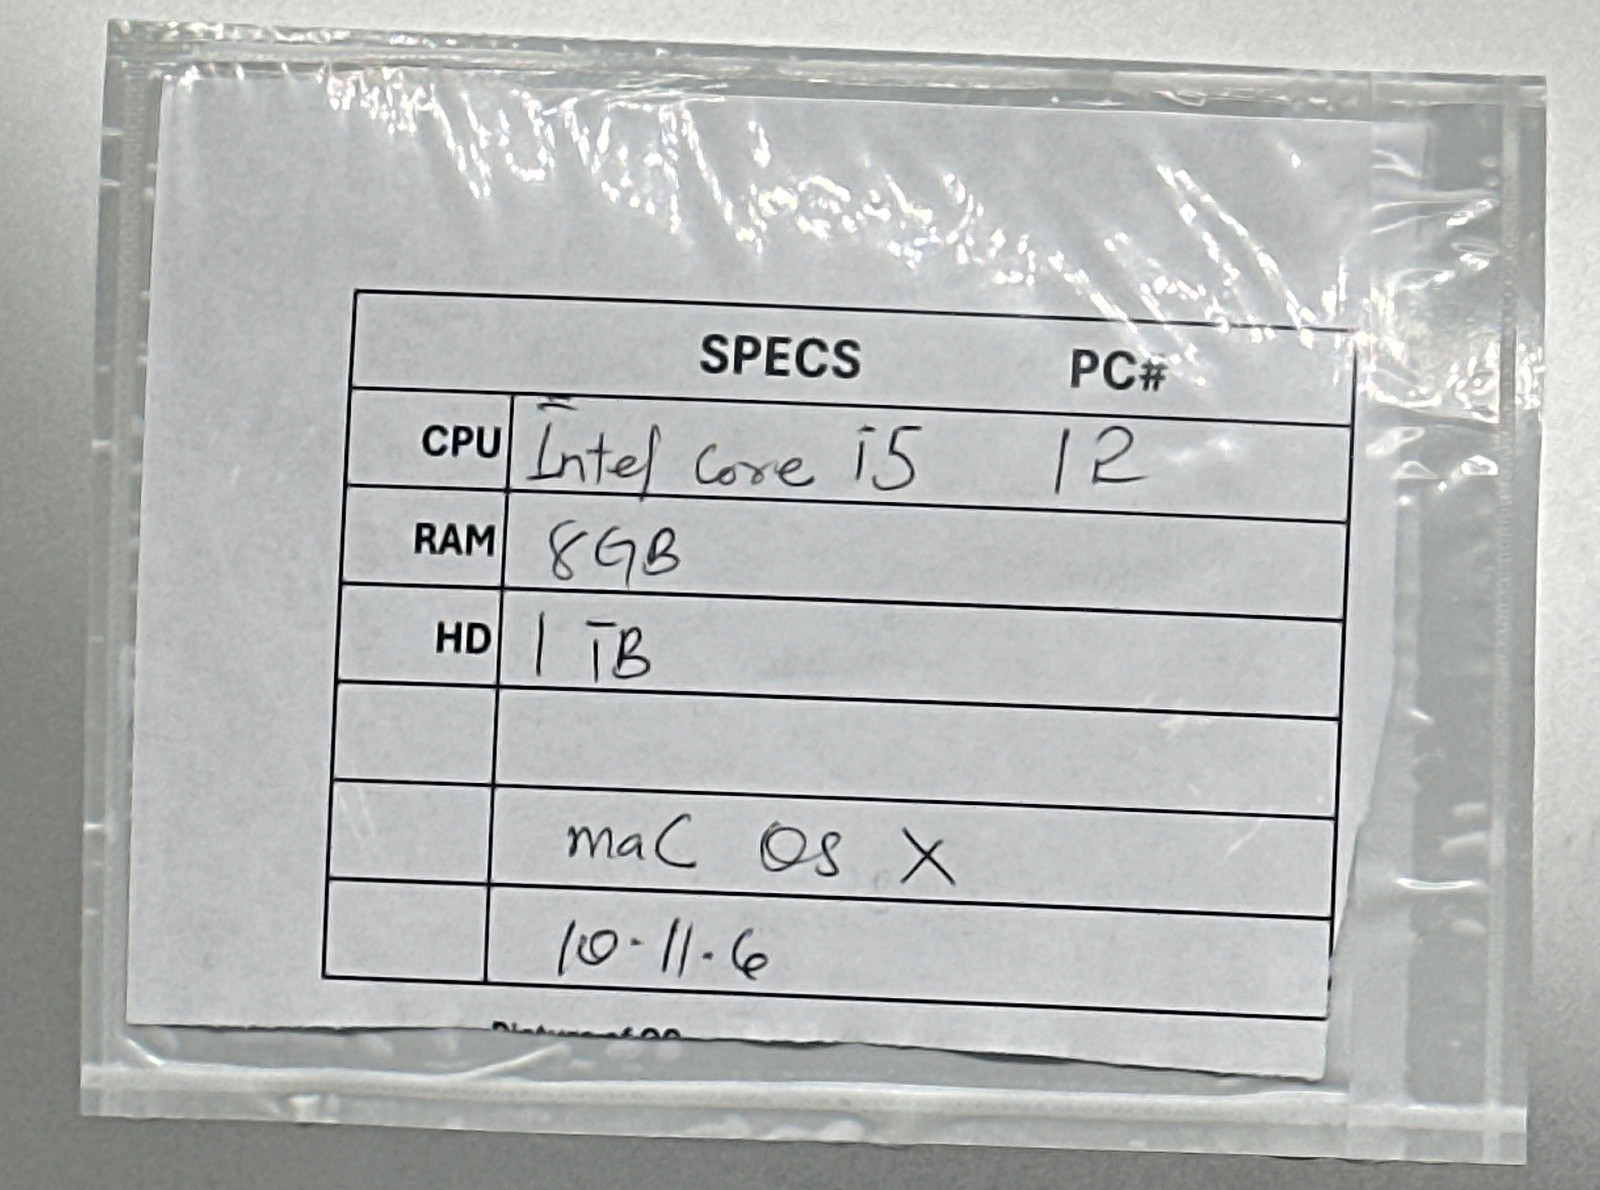 SPECS PC#
CPU Intel Core i5 12
RAM 8GB
HD 1 TB
mac OS X
10.11.6